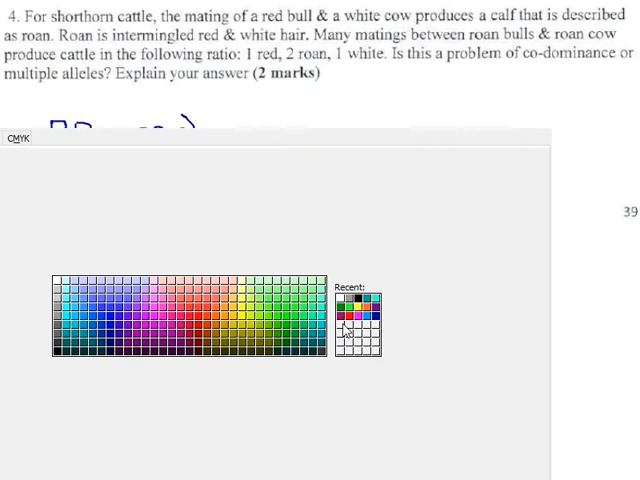 4. For shorthorn cattle, the mating of a red bull & a white cow produces a calf that is described
as roan. Roan is intermingled red & white hair. Many matings between roan bulls & roan cow
produce cattle in the following ratio: 1 red, 2 roan, 1 white. Is this a problem of co-dominance or
multiple alleles? Explain your answer (2 marks)
CMYK
39
Recent: